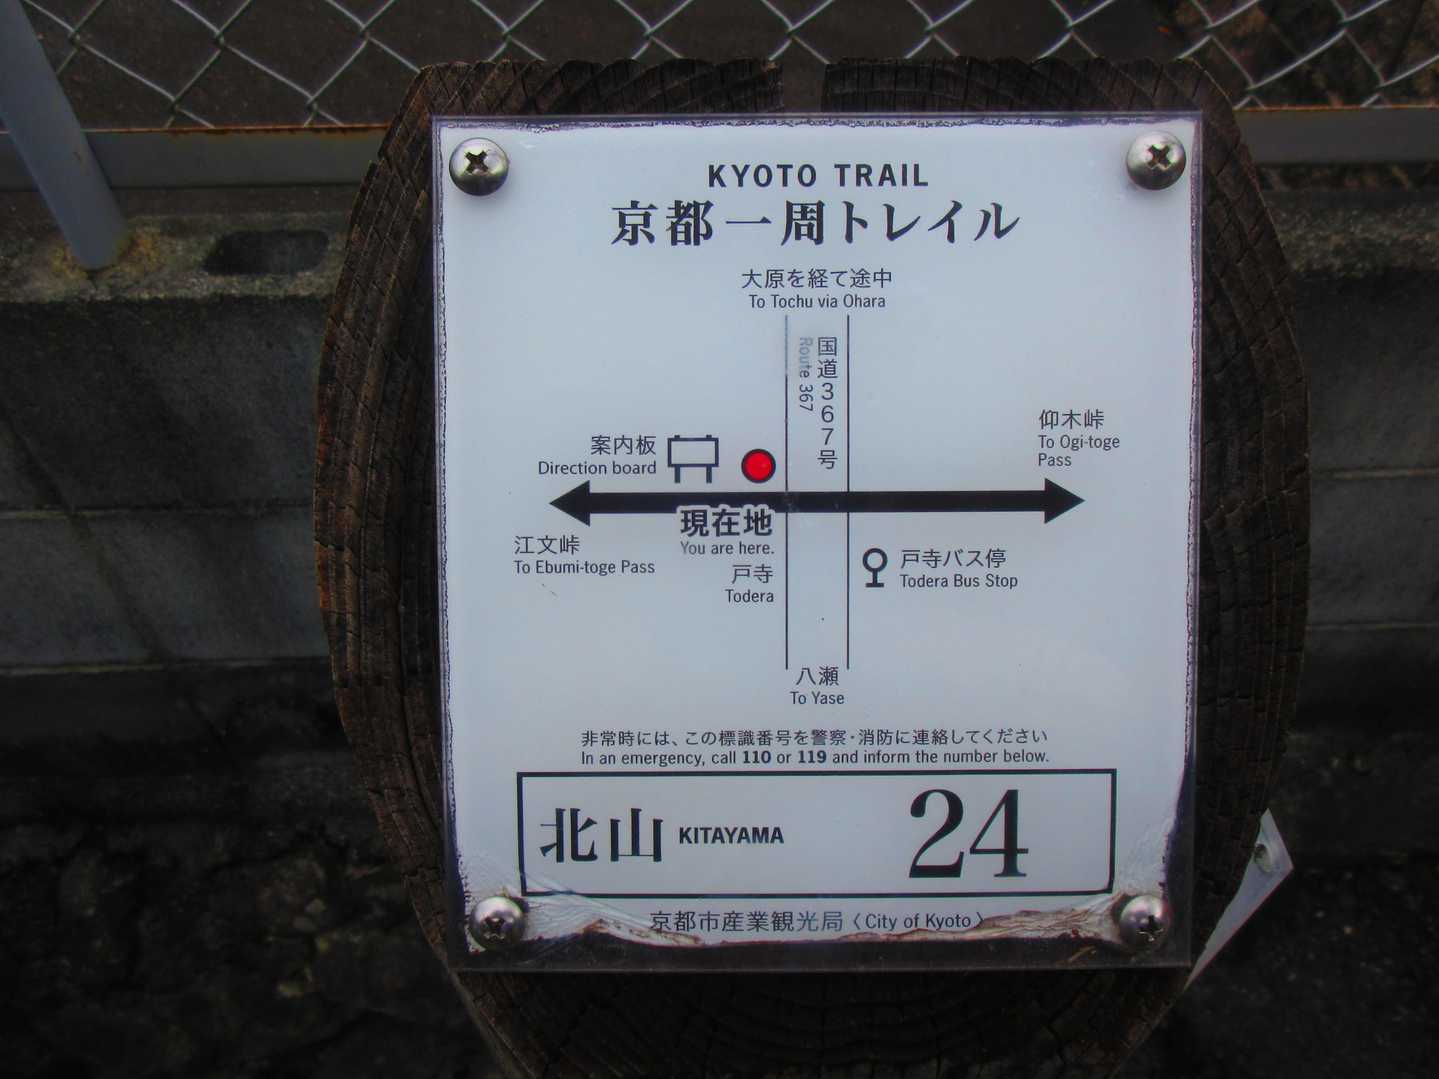 KYOTO TRAIL
京都一周トレイル
大原を経て途中
To Tochu via Ohara
国道367号
Route 367
仰木峠
To Ogi-toge
Pass
案内板
Direction board
現在地
You are here.
戸寺
Todera
江文峠
To Ebumi-toge Pass
戸寺バス停
Todera Bus Stop
八瀬
To Yase
非常時には、この標識番号を警察・消防に連絡してください
In an emergency, call 110 or 119 and inform the number below.
北山 KITAYAMA 24
京都市産業観光局〈City of Kyoto〉